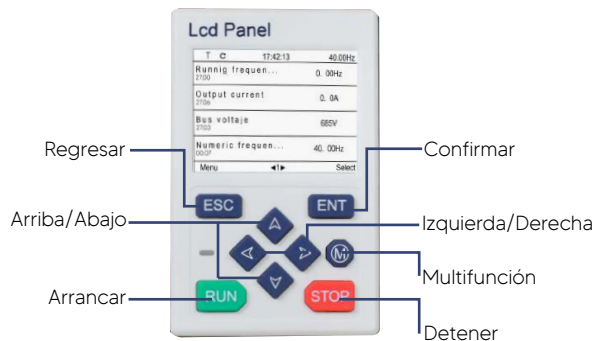 Lcd Panel
T C 17:42:13 40.00Hz
Runnig frequen... 0. 00Hz
27.00
Output current 0. 0A
27.06
Bus voltaje 685V
27.03
Numeric frequen... 40. 00Hz
00.07
Menu ◂1▸ Select
Regresar
Confirmar
ESC ENT
Arriba/Abajo
Izquierda/Derecha
M
Multifunción
Arrancar
RUN STOP
Detener